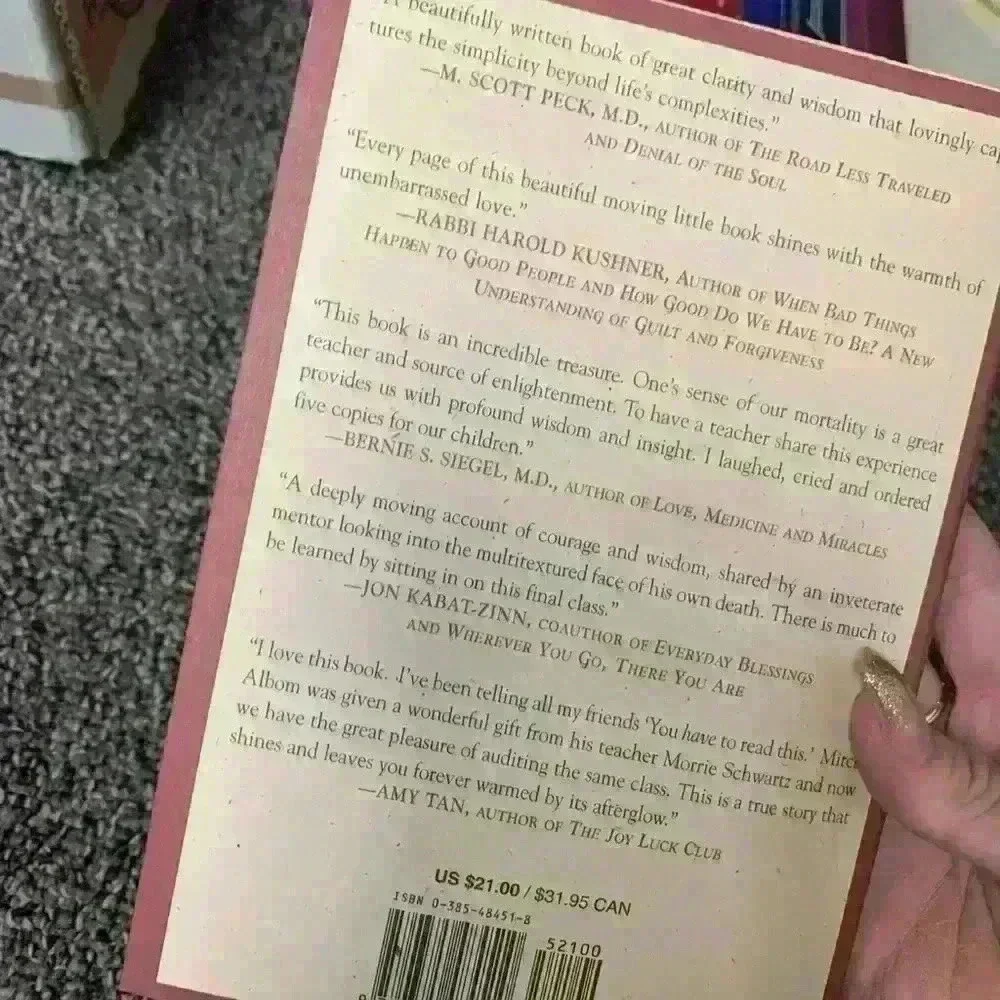 A beautifully written book of great clarity and wisdom that lovingly cap
tures the simplicity beyond life's complexities."
—M. SCOTT PECK, M.D., AUTHOR OF THE ROAD LESS TRAVELED
AND DENIAL OF THE SOUL
"Every page of this beautiful moving little book shines with the warmth of
unembarrassed love."
—RABBI HAROLD KUSHNER, AUTHOR OF WHEN BAD THINGS
HAPPEN TO GOOD PEOPLE AND HOW GOOD DO WE HAVE TO BE? A NEW
UNDERSTANDING OF GUILT AND FORGIVENESS
"This book is an incredible treasure. One's sense of our mortality is a great
teacher and source of enlightenment. To have a teacher share this experience
provides us with profound wisdom and insight. I laughed, cried and ordered
five copies for our children."
—BERNIE S. SIEGEL, M.D., AUTHOR OF LOVE, MEDICINE AND MIRACLES
"A deeply moving account of courage and wisdom, shared by an inveterate
mentor looking into the multitextured face of his own death. There is much to
be learned by sitting in on this final class."
—JON KABAT-ZINN, COAUTHOR OF EVERYDAY BLESSINGS
AND WHEREVER YOU GO, THERE YOU ARE
"I love this book. I've been telling all my friends 'You have to read this.' Mitc
Albom was given a wonderful gift from his teacher Morrie Schwartz and now
we have the great pleasure of auditing the same class. This is a true story that
shines and leaves you forever warmed by its afterglow."
—AMY TAN, AUTHOR OF THE JOY LUCK CLUB
US $21.00 / $31.95 CAN
ISBN 0-385-48451-8
52100